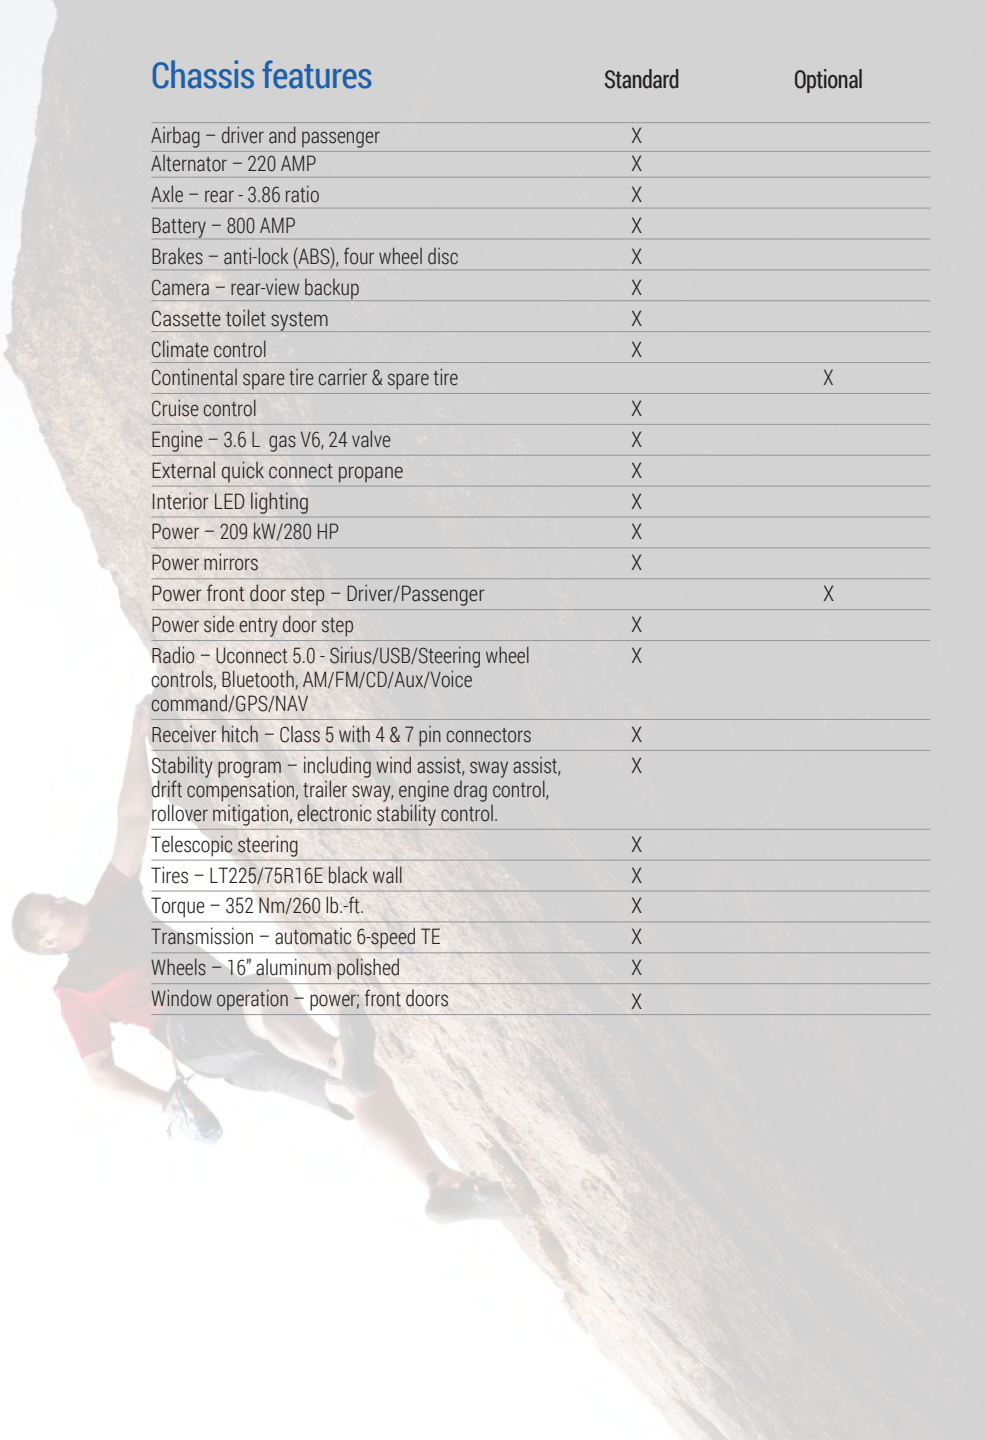 Chassis features Standard Optional
Airbag – driver and passenger X
Alternator – 220 AMP X
Axle – rear - 3.86 ratio X
Battery – 800 AMP X
Brakes – anti-lock (ABS), four wheel disc X
Camera – rear-view backup X
Cassette toilet system X
Climate control X
Continental spare tire carrier & spare tire X
Cruise control X
Engine – 3.6 L gas V6, 24 valve X
External quick connect propane X
Interior LED lighting X
Power – 209 kW/280 HP X
Power mirrors X
Power front door step – Driver/Passenger X
Power side entry door step X
Radio – Uconnect 5.0 - Sirius/USB/Steering wheel X
controls, Bluetooth, AM/FM/CD/Aux/Voice
command/GPS/NAV
Receiver hitch – Class 5 with 4 & 7 pin connectors X
Stability program – including wind assist, sway assist, X
drift compensation, trailer sway, engine drag control,
rollover mitigation, electronic stability control.
Telescopic steering X
Tires – LT225/75R16E black wall X
Torque – 352 Nm/260 lb.-ft. X
Transmission – automatic 6-speed TE X
Wheels – 16” aluminum polished X
Window operation – power; front doors X